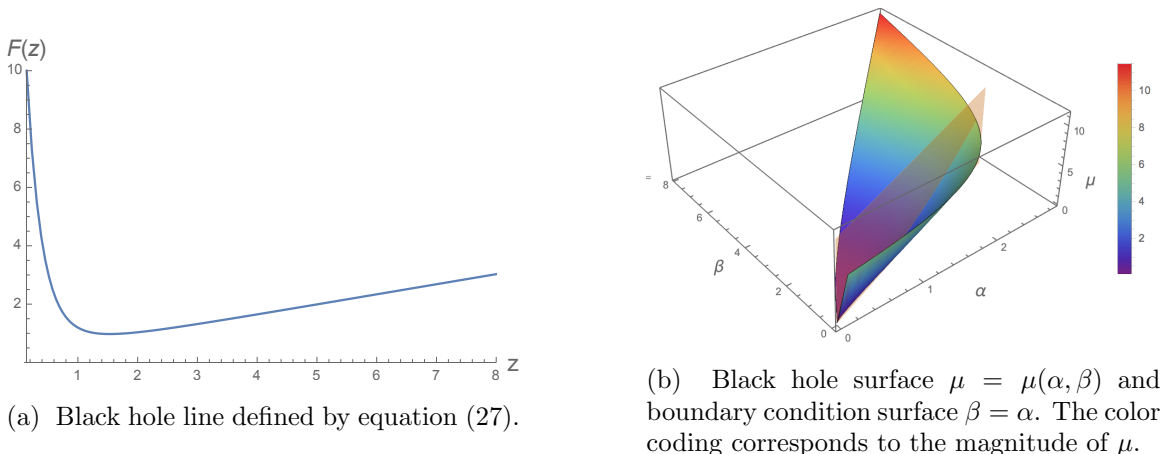 F(z)
10
8
6
4
2
1 2 3 4 5 6 7 8 z
(a) Black hole line defined by equation (27).
10
5
0
μ
8
6
4
2
0
β
0
1
2
α
10
8
6
4
2
(b) Black hole surface μ = μ(α, β) and
boundary condition surface β = α. The color
coding corresponds to the magnitude of μ.